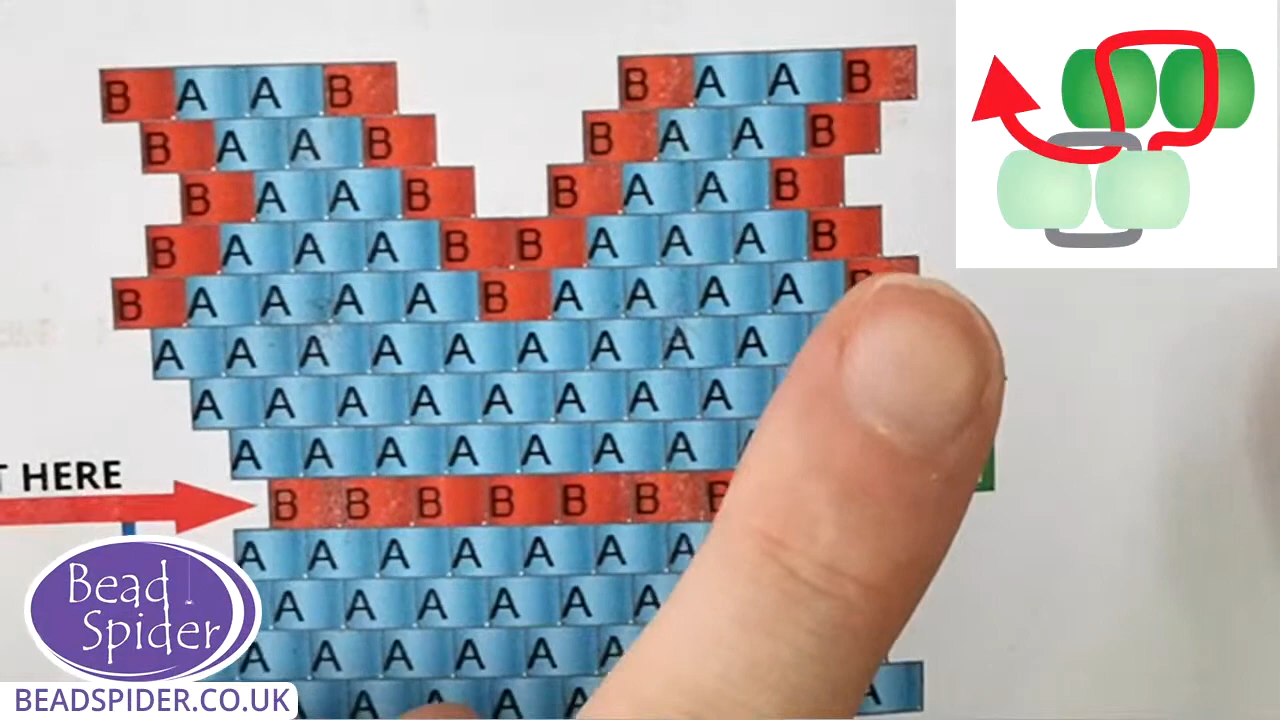 B A A B B A A B
B A A B B A A B
B A A B B A A B
B A A A B B A A A B
B A A A A B A A A A B
A A A A A A A A A
A A A A A A A A
A A A A A A A
T HERE
B B B B B B B
A A A A A A A
A A A A A A
A A A A A A
A A A A A
Bead
Spider
BEADSPIDER.CO.UK